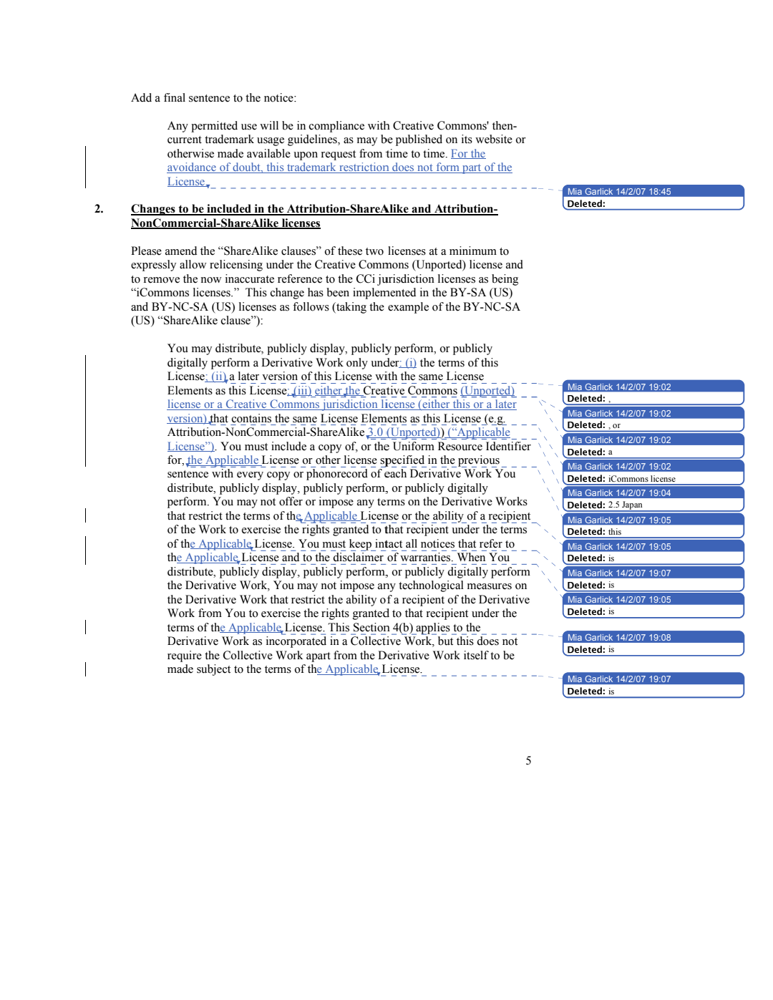 Add a final sentence to the notice:
Any permitted use will be in compliance with Creative Commons' then-
current trademark usage guidelines, as may be published on its website or
otherwise made available upon request from time to time. For the
avoidance of doubt, this trademark restriction does not form part of the
License.
Mia Garlick 14/2/07 18:45
Deleted:
2. Changes to be included in the Attribution-ShareAlike and Attribution-
NonCommercial-ShareAlike licenses
Please amend the “ShareAlike clauses” of these two licenses at a minimum to
expressly allow relicensing under the Creative Commons (Unported) license and
to remove the now inaccurate reference to the CCi jurisdiction licenses as being
“iCommons licenses.”  This change has been implemented in the BY-SA (US)
and BY-NC-SA (US) licenses as follows (taking the example of the BY-NC-SA
(US) “ShareAlike clause”):
You may distribute, publicly display, publicly perform, or publicly
digitally perform a Derivative Work only under: (i) the terms of this
License; (ii) a later version of this License with the same License
Elements as this License; (iii) either the Creative Commons (Unported)
license or a Creative Commons jurisdiction license (either this or a later
version) that contains the same License Elements as this License (e.g.
Attribution-NonCommercial-ShareAlike 3.0 (Unported)) (“Applicable
License”). You must include a copy of, or the Uniform Resource Identifier
for, the Applicable License or other license specified in the previous
sentence with every copy or phonorecord of each Derivative Work You
distribute, publicly display, publicly perform, or publicly digitally
perform. You may not offer or impose any terms on the Derivative Works
that restrict the terms of the Applicable License or the ability of a recipient
of the Work to exercise the rights granted to that recipient under the terms
of the Applicable License. You must keep intact all notices that refer to
the Applicable License and to the disclaimer of warranties. When You
distribute, publicly display, publicly perform, or publicly digitally perform
the Derivative Work, You may not impose any technological measures on
the Derivative Work that restrict the ability of a recipient of the Derivative
Work from You to exercise the rights granted to that recipient under the
terms of the Applicable License. This Section 4(b) applies to the
Derivative Work as incorporated in a Collective Work, but this does not
require the Collective Work apart from the Derivative Work itself to be
made subject to the terms of the Applicable License.
Mia Garlick 14/2/07 19:02
Deleted: ,
Mia Garlick 14/2/07 19:02
Deleted: , or
Mia Garlick 14/2/07 19:02
Deleted: a
Mia Garlick 14/2/07 19:02
Deleted: iCommons license
Mia Garlick 14/2/07 19:04
Deleted: 2.5 Japan
Mia Garlick 14/2/07 19:05
Deleted: this
Mia Garlick 14/2/07 19:05
Deleted: is
Mia Garlick 14/2/07 19:07
Deleted: is
Mia Garlick 14/2/07 19:05
Deleted: is
Mia Garlick 14/2/07 19:08
Deleted: is
Mia Garlick 14/2/07 19:07
Deleted: is
5